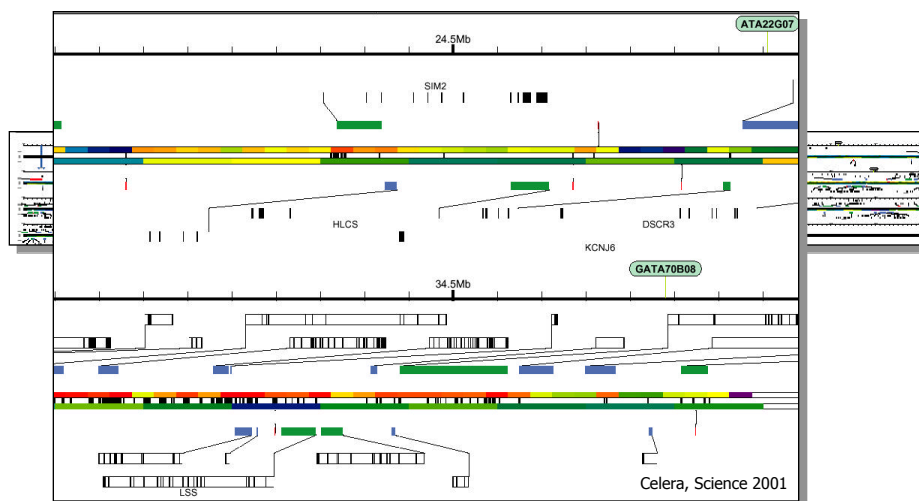 ATA22G07
24.5Mb
SIM2
HLCS
DSCR3
KCNJ6
GATA70B08
34.5Mb
LSS
Celera, Science 2001